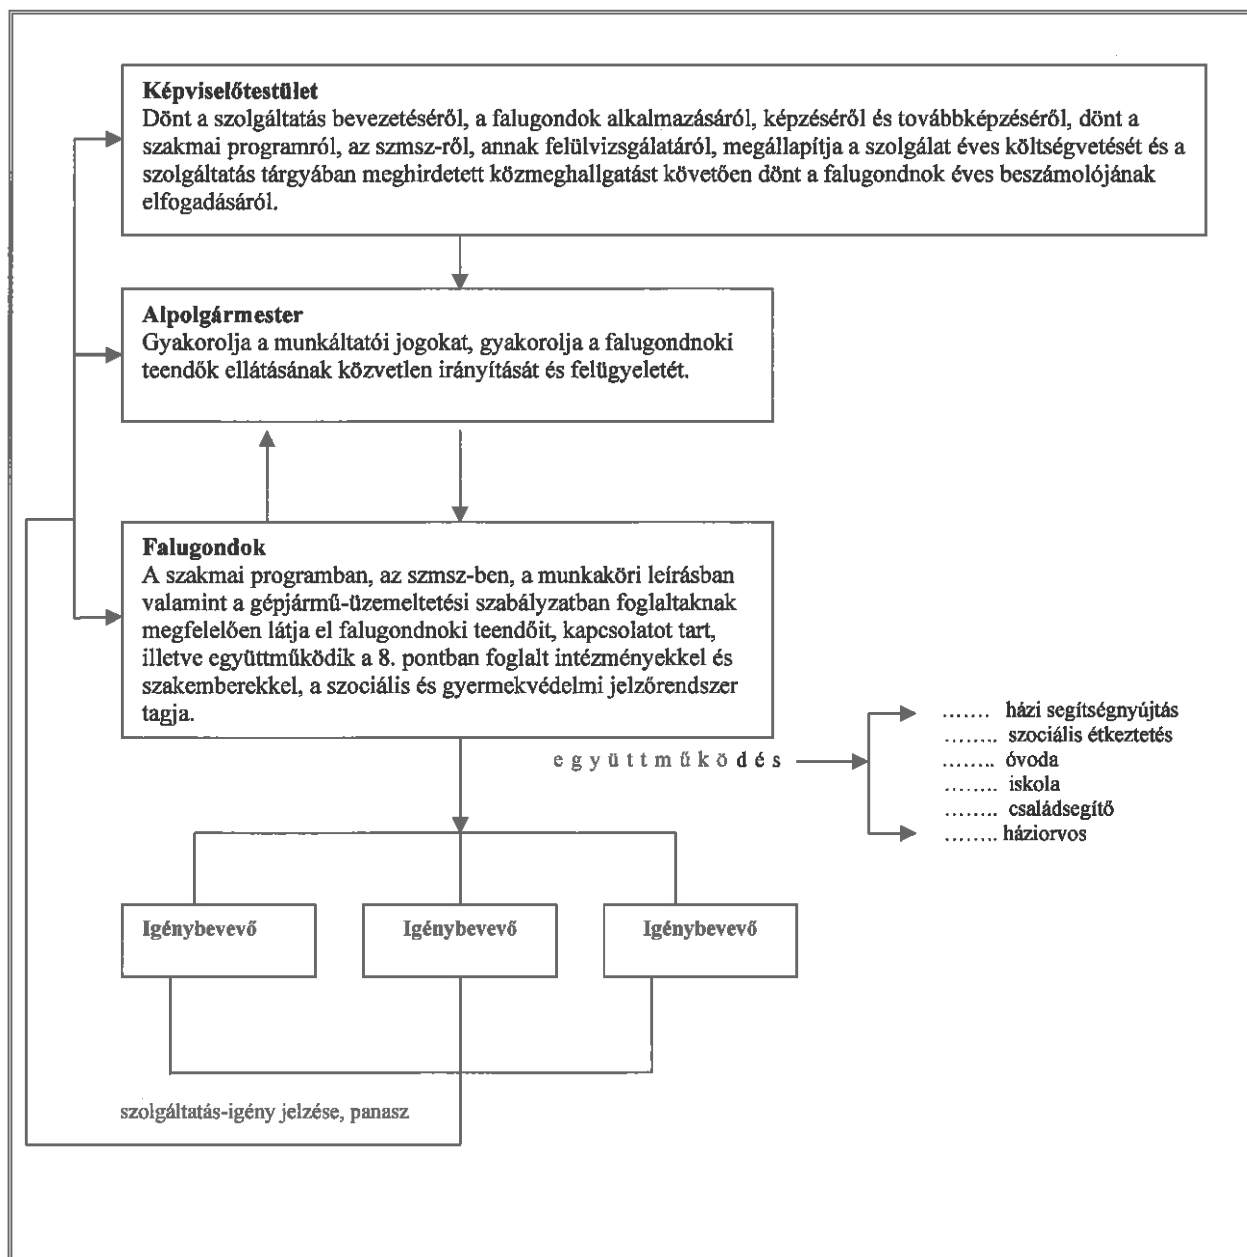 Képviselőtestület
Dönt a szolgáltatás bevezetéséről, a falugondok alkalmazásáról, képzéséről és továbbképzéséről, dönt a
szakmai programról, az szmsz-ről, annak felülvizsgálatáról, megállapítja a szolgálat éves költségvetését és a
szolgáltatás tárgyában meghirdetett közmeghallgatást követően dönt a falugondnok éves beszámolójának
elfogadásáról.
Alpolgármester
Gyakorolja a munkáltatói jogokat, gyakorolja a falugondnoki
teendők ellátásának közvetlen irányítását és felügyeletét.
Falugondok
A szakmai programban, az szmsz-ben, a munkaköri leírásban
valamint a gépjármű-üzemeltetési szabályzatban foglaltaknak
megfelelően látja el falugondnoki teendőit, kapcsolatot tart,
illetve együttműködik a 8. pontban foglalt intézményekkel és
szakemberekkel, a szociális és gyermekvédelmi jelzőrendszer
tagja.
együttműködés
....... házi segítségnyújtás
........ szociális étkeztetés
........ óvoda
........ iskola
........ családsegítő
........ háziorvos
Igénybevevő
Igénybevevő
Igénybevevő
szolgáltatás-igény jelzése, panasz